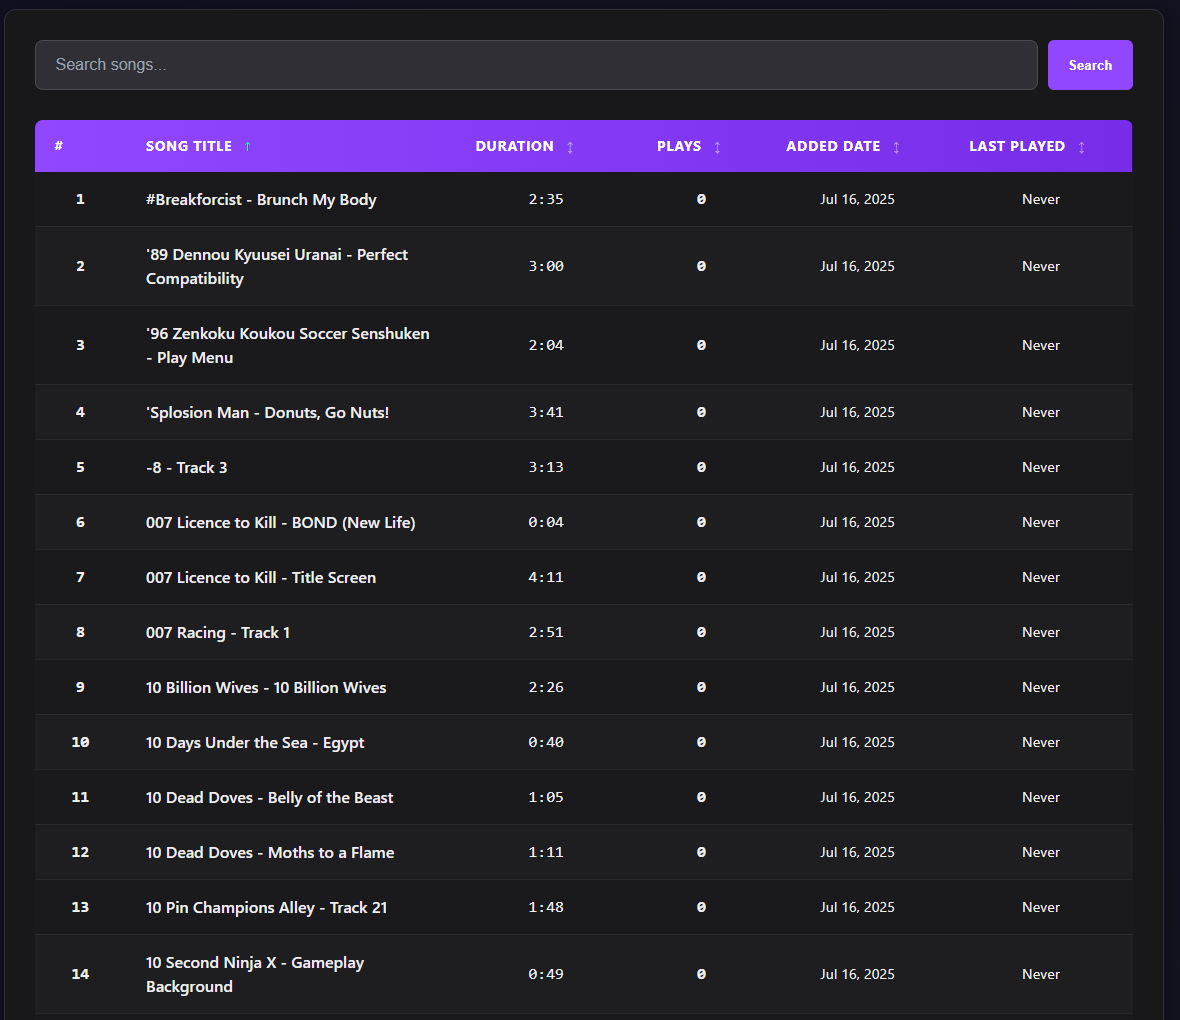 Search songs...
Search
# SONG TITLE ↑ DURATION ↕ PLAYS ↕ ADDED DATE ↕ LAST PLAYED ↕
1 #Breakforcist - Brunch My Body 2:35 0 Jul 16, 2025 Never
2 '89 Dennou Kyuusei Uranai - Perfect
Compatibility 3:00 0 Jul 16, 2025 Never
3 '96 Zenkoku Koukou Soccer Senshuken
- Play Menu 2:04 0 Jul 16, 2025 Never
4 'Splosion Man - Donuts, Go Nuts! 3:41 0 Jul 16, 2025 Never
5 -8 - Track 3 3:13 0 Jul 16, 2025 Never
6 007 Licence to Kill - BOND (New Life) 0:04 0 Jul 16, 2025 Never
7 007 Licence to Kill - Title Screen 4:11 0 Jul 16, 2025 Never
8 007 Racing - Track 1 2:51 0 Jul 16, 2025 Never
9 10 Billion Wives - 10 Billion Wives 2:26 0 Jul 16, 2025 Never
10 10 Days Under the Sea - Egypt 0:40 0 Jul 16, 2025 Never
11 10 Dead Doves - Belly of the Beast 1:05 0 Jul 16, 2025 Never
12 10 Dead Doves - Moths to a Flame 1:11 0 Jul 16, 2025 Never
13 10 Pin Champions Alley - Track 21 1:48 0 Jul 16, 2025 Never
14 10 Second Ninja X - Gameplay
Background 0:49 0 Jul 16, 2025 Never